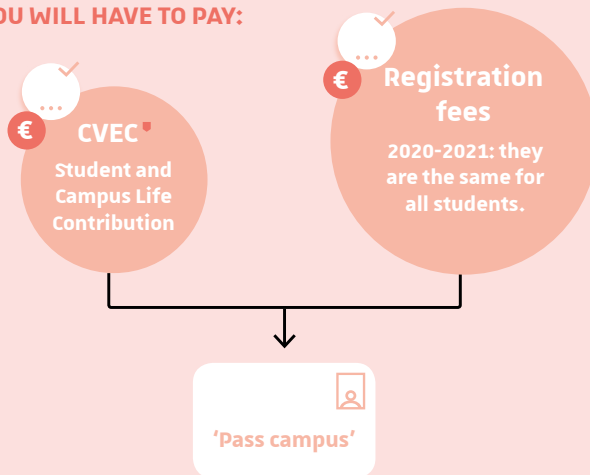 OU WILL HAVE TO PAY:
€
CVEC
Student and
Campus Life
Contribution
€
Registration
fees
2020-2021: they
are the same for
all students.
‘Pass campus’